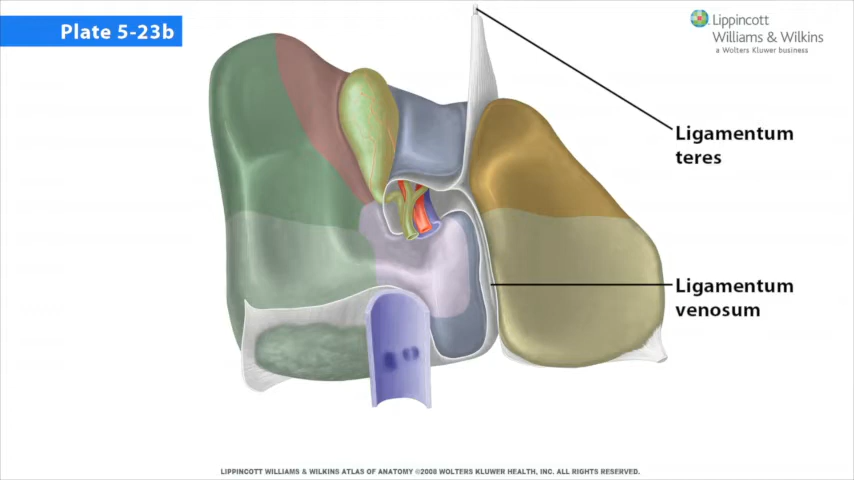 Plate 5-23b
Lippincott
Williams & Wilkins
a Wolters Kluwer business
Ligamentum
teres
Ligamentum
venosum
LIPPINCOTT WILLIAMS & WILKINS ATLAS OF ANATOMY ©2008 WOLTERS KLUWER HEALTH, INC. ALL RIGHTS RESERVED.